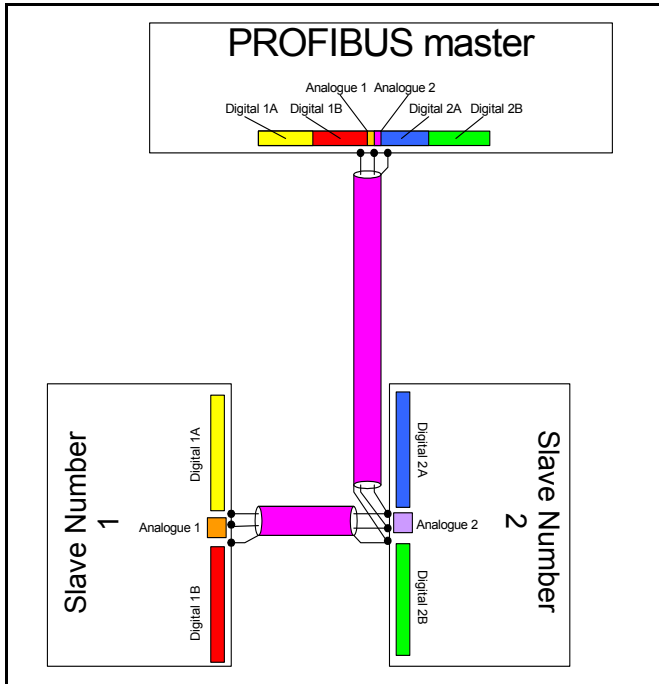 PROFIBUS master
Analogue 1 Analogue 2
Digital 1A Digital 1B Digital 2A Digital 2B
Slave Number
1
Digital 1A
Analogue 1
Digital 1B
Digital 2A
Analogue 2
Digital 2B
Slave Number
2